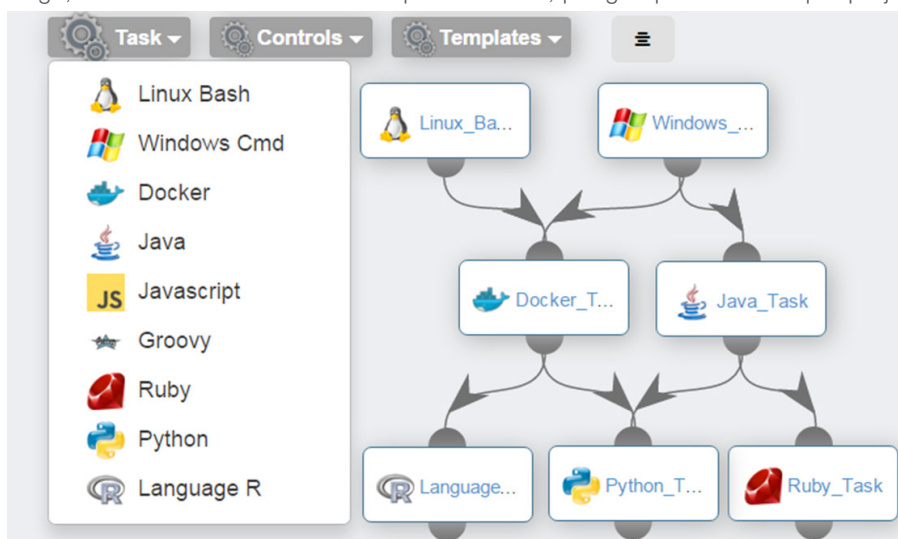 Task Controls Templates
Linux Bash
Windows Cmd
Docker
Java
JS Javascript
Groovy
Ruby
Python
Language R
Linux_Ba...
Windows_...
Docker_T...
Java_Task
Language...
Python_T...
Ruby_Task